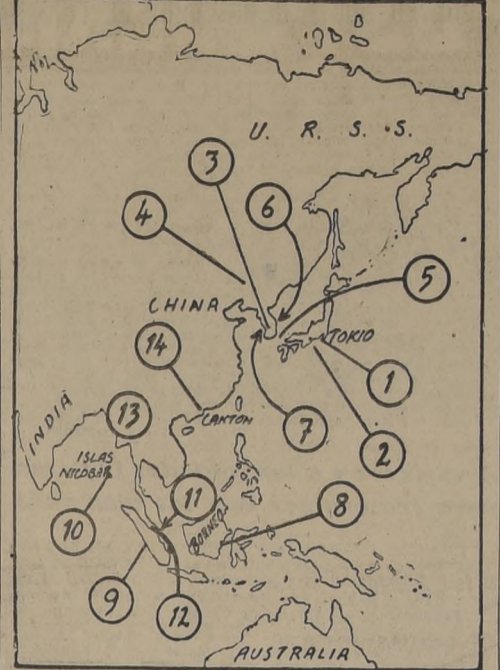 U. R. S. S.
3
6
4
5
CHINA
TOKIO
14
1
CANTON
INDIA
13
7
2
ISLAS
NICOBAR
11
8
10
BORNEO
9
12
AUSTRALIA